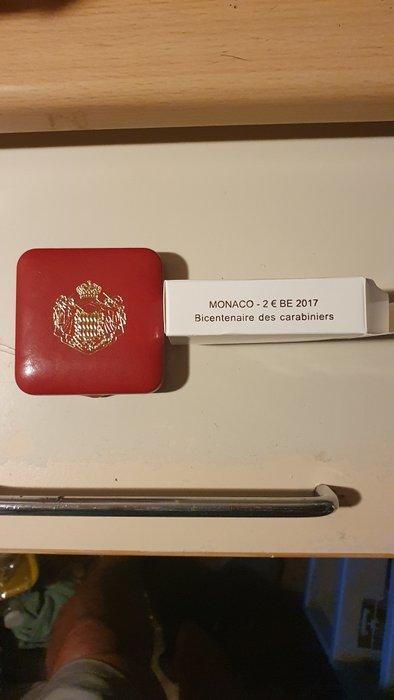 MONACO - 2 € BE 2017
Bicentenaire des carabiniers